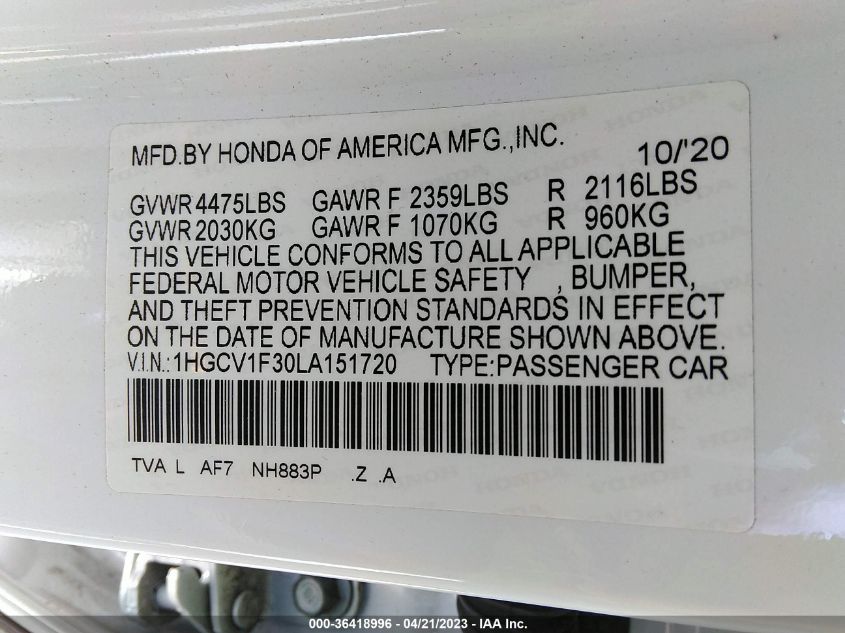 MFD.BY HONDA OF AMERICA MFG.,INC. 10/'20
GVWR 4475LBS GAWR F 2359LBS R 2116LBS
GVWR 2030KG GAWR F 1070KG R 960KG
THIS VEHICLE CONFORMS TO ALL APPLICABLE
FEDERAL MOTOR VEHICLE SAFETY , BUMPER,
AND THEFT PREVENTION STANDARDS IN EFFECT
ON THE DATE OF MANUFACTURE SHOWN ABOVE.
V.I.N.:1HGCV1F30LA151720 TYPE:PASSENGER CAR
TVA L AF7 NH883P .Z .A
000-36418996 - 04/21/2023 - IAA Inc.